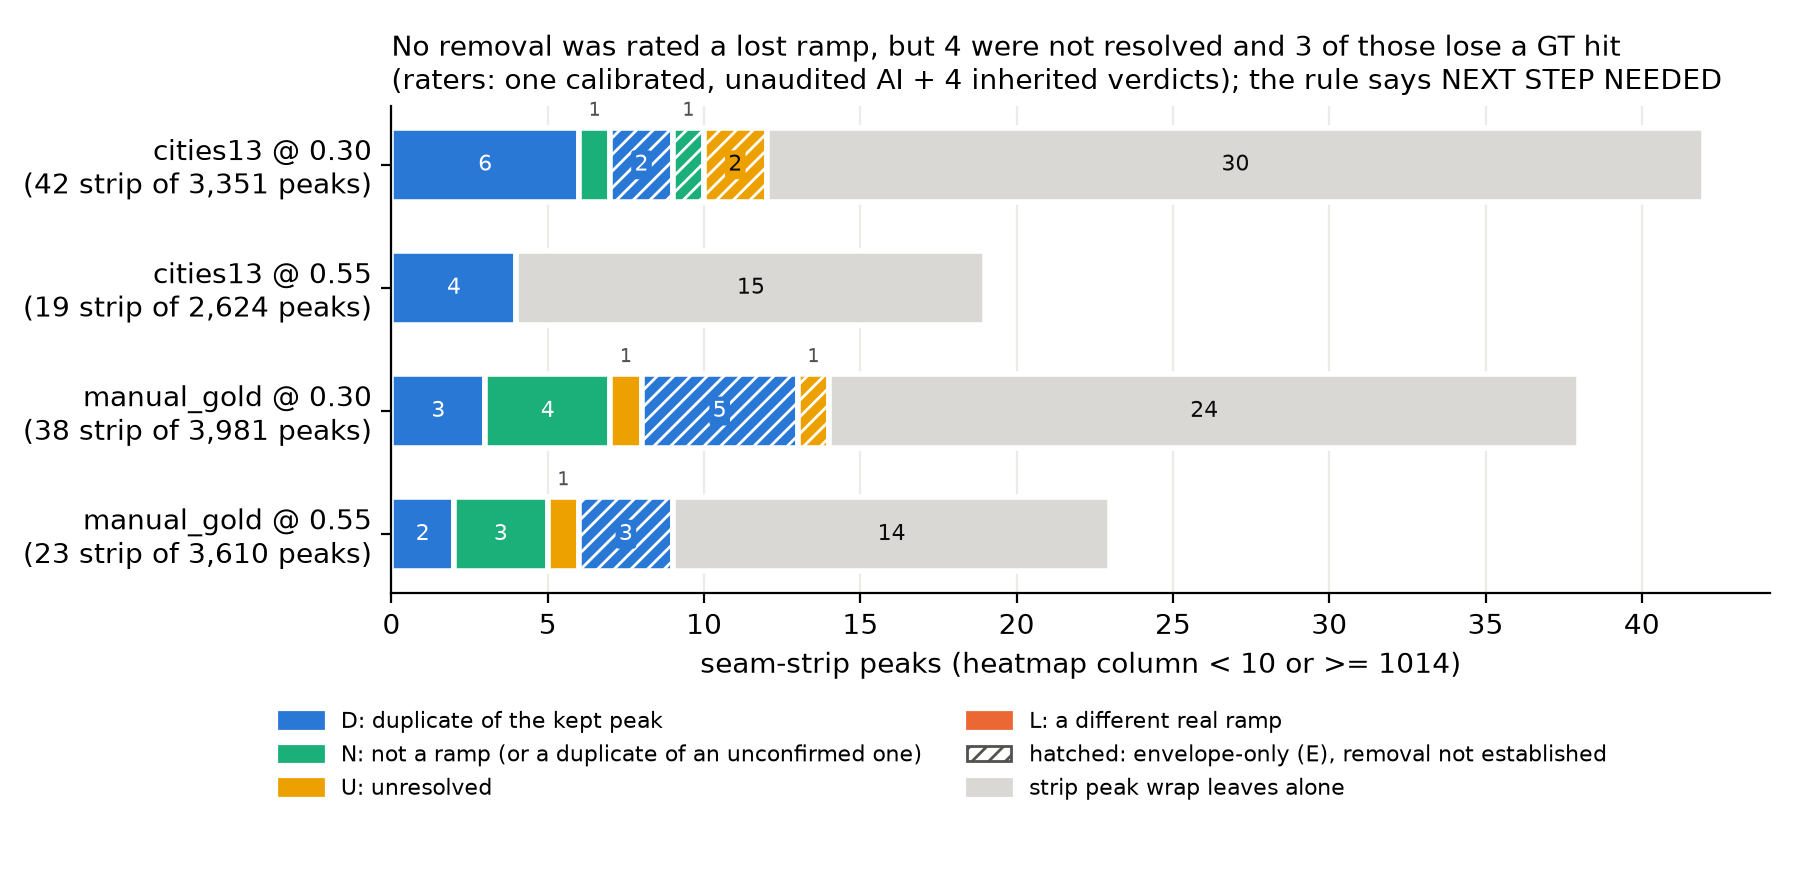 No removal was rated a lost ramp, but 4 were not resolved and 3 of those lose a GT hit
(raters: one calibrated, unaudited AI + 4 inherited verdicts); the rule says NEXT STEP NEEDED
1 1
cities13 @ 0.30
(42 strip of 3,351 peaks)
6 2 2 30
cities13 @ 0.55
(19 strip of 2,624 peaks)
4 15
1 1
manual_gold @ 0.30
(38 strip of 3,981 peaks)
3 4 5 24
1
manual_gold @ 0.55
(23 strip of 3,610 peaks)
2 3 3 14
0 5 10 15 20 25 30 35 40
seam-strip peaks (heatmap column < 10 or >= 1014)
D: duplicate of the kept peak
N: not a ramp (or a duplicate of an unconfirmed one)
U: unresolved
L: a different real ramp
hatched: envelope-only (E), removal not established
strip peak wrap leaves alone